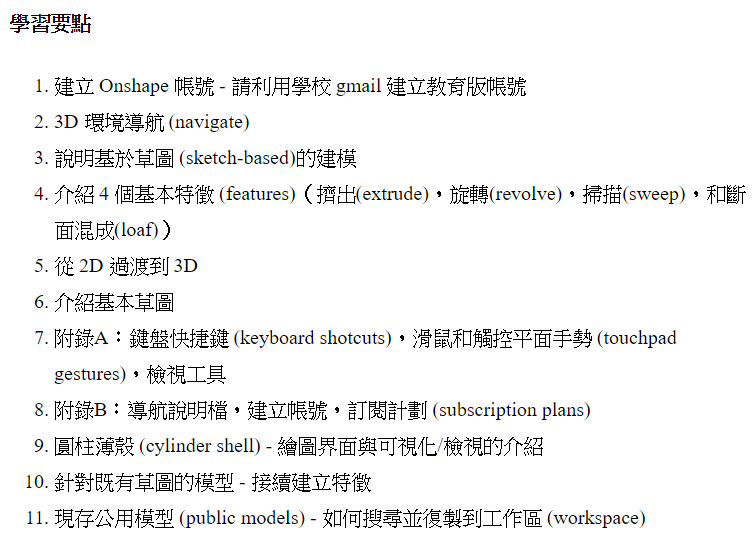 學習要點
1. 建立 Onshape 帳號 - 請利用學校 gmail 建立教育版帳號
2. 3D 環境導航 (navigate)
3. 說明基於草圖 (sketch-based)的建模
4. 介紹 4 個基本特徵 (features)（擠出(extrude)，旋轉(revolve)，掃描(sweep)，和斷
面混成(loaf)）
5. 從 2D 過渡到 3D
6. 介紹基本草圖
7. 附錄A：鍵盤快捷鍵 (keyboard shotcuts)，滑鼠和觸控平面手勢 (touchpad
gestures)，檢視工具
8. 附錄B：導航說明檔，建立帳號，訂閱計劃 (subscription plans)
9. 圓柱薄殼 (cylinder shell) - 繪圖界面與可視化/檢視的介紹
10. 針對既有草圖的模型 - 接續建立特徵
11. 現存公用模型 (public models) - 如何搜尋並復製到工作區 (workspace)